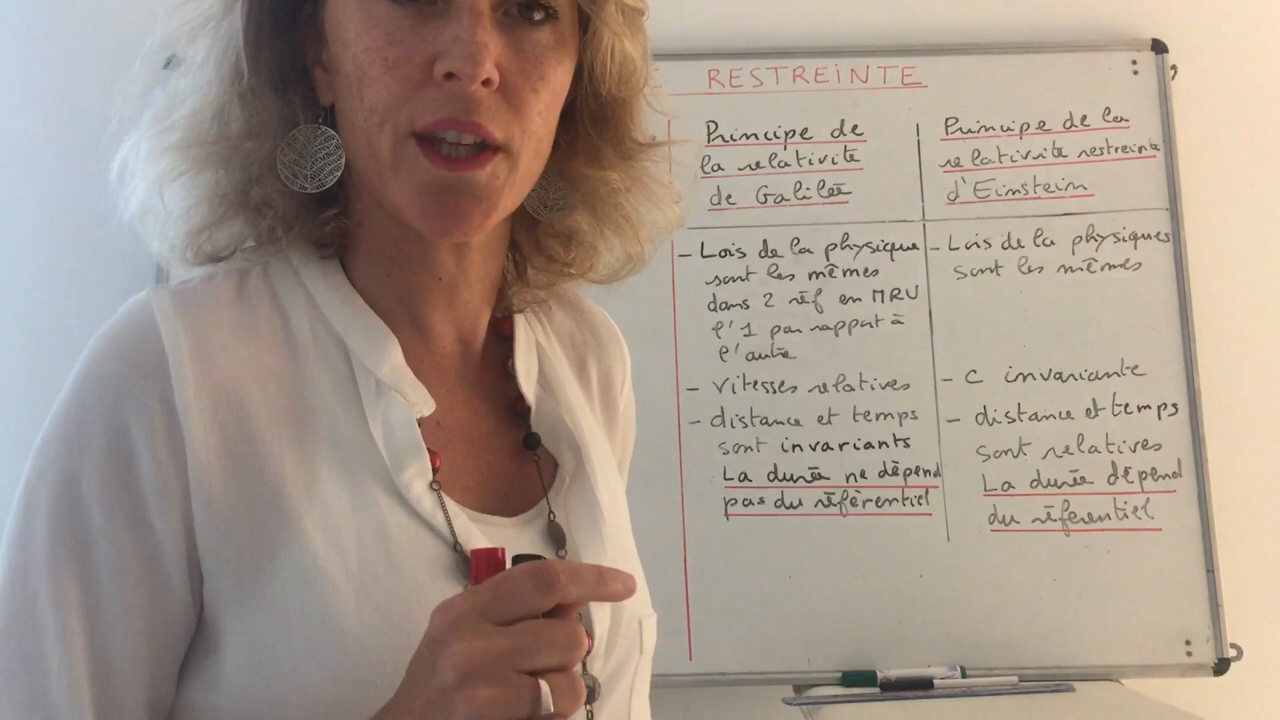 E RESTREINTE
Principe de
la relativité
de Galilée
- Lois de la physique
sont les mêmes
dans 2 réf en MRU
l'1 par rapport à
l'autre
- vitesses relatives
- distance et temps
sont invariants
La durée ne dépend
pas du référentiel
Principe de la
relativité restreinte
d'Einstein
- Lois de la physiques
sont les mêmes
- C invariante
- distance et temps
sont relatives
La durée dépend
du référentiel